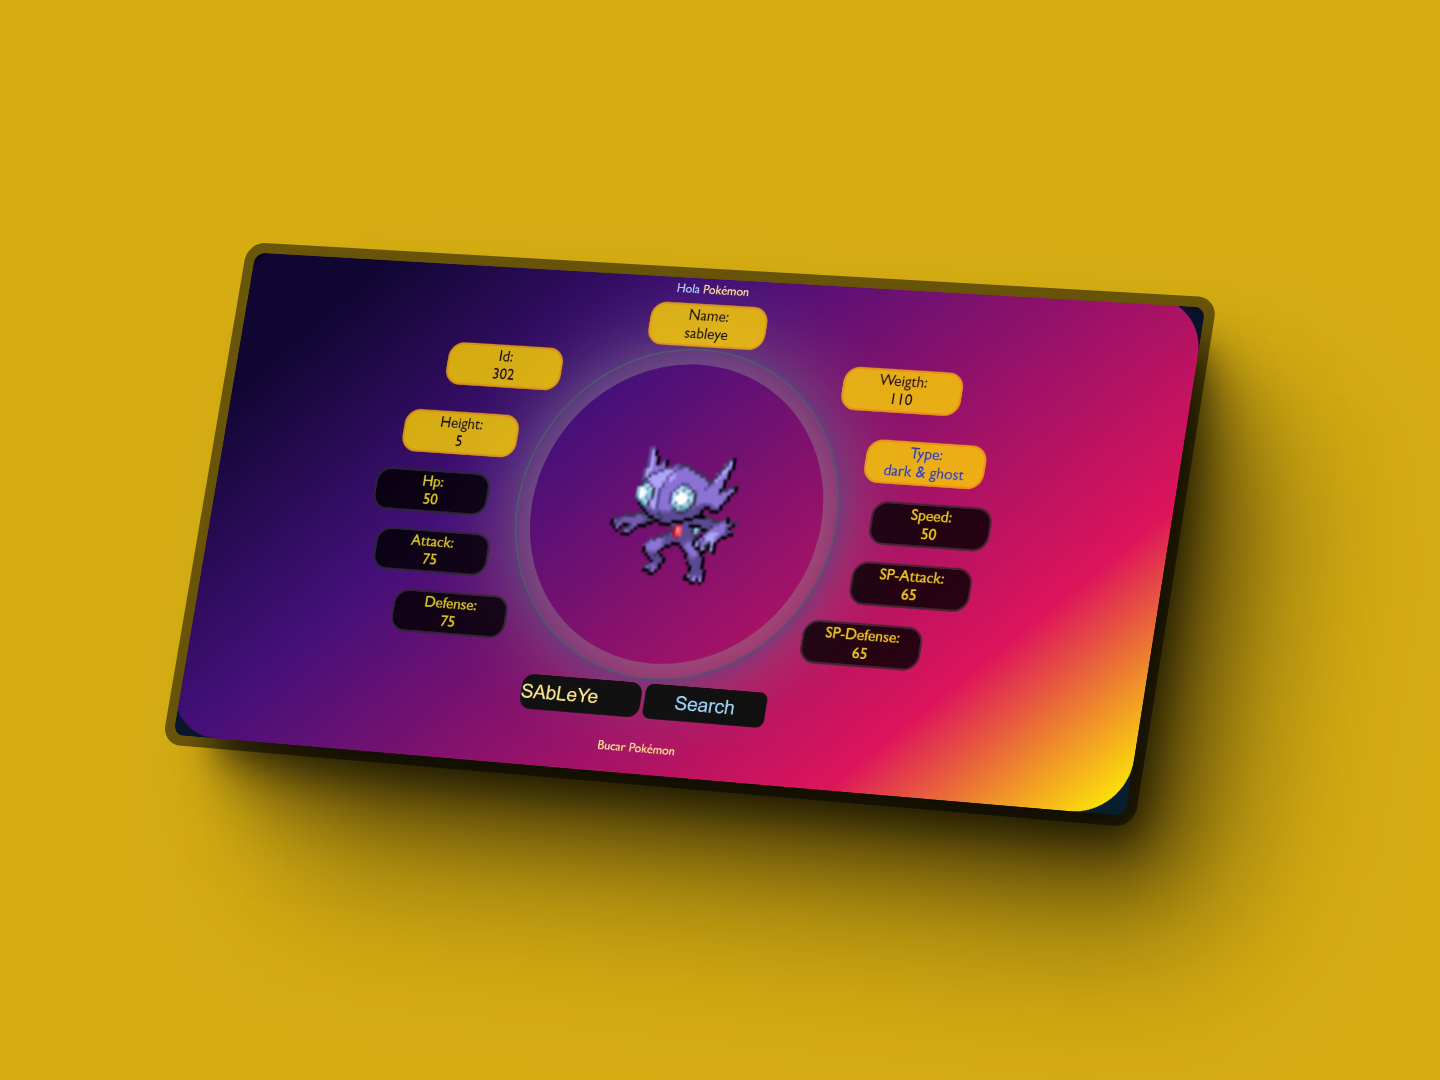 Hola Pokémon
Name:
sableye
Id:
302
Height:
5
Hp:
50
Attack:
75
Defense:
75
Weigth:
110
Type:
dark & ghost
Speed:
50
SP-Attack:
65
SP-Defense:
65
SAbLeYe
Search
Bucar Pokémon